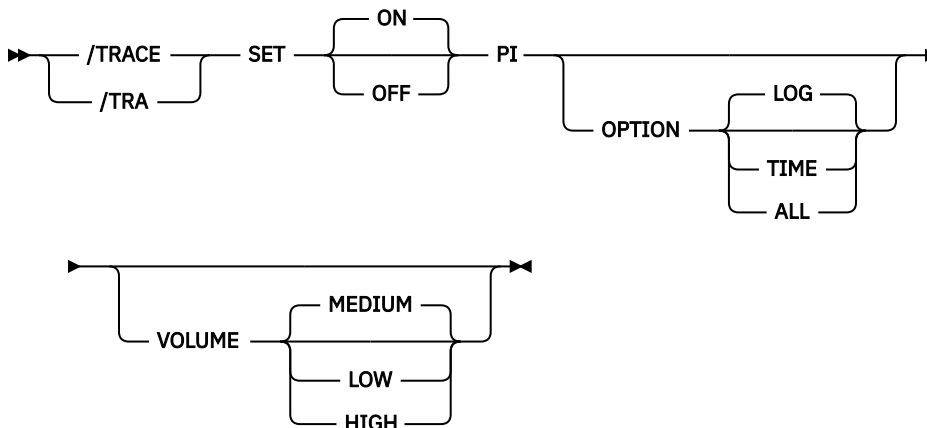 ON
/TRACE SET PI
OFF
/TRA
LOG
OPTION
TIME
ALL
MEDIUM
VOLUME
LOW
HIGH